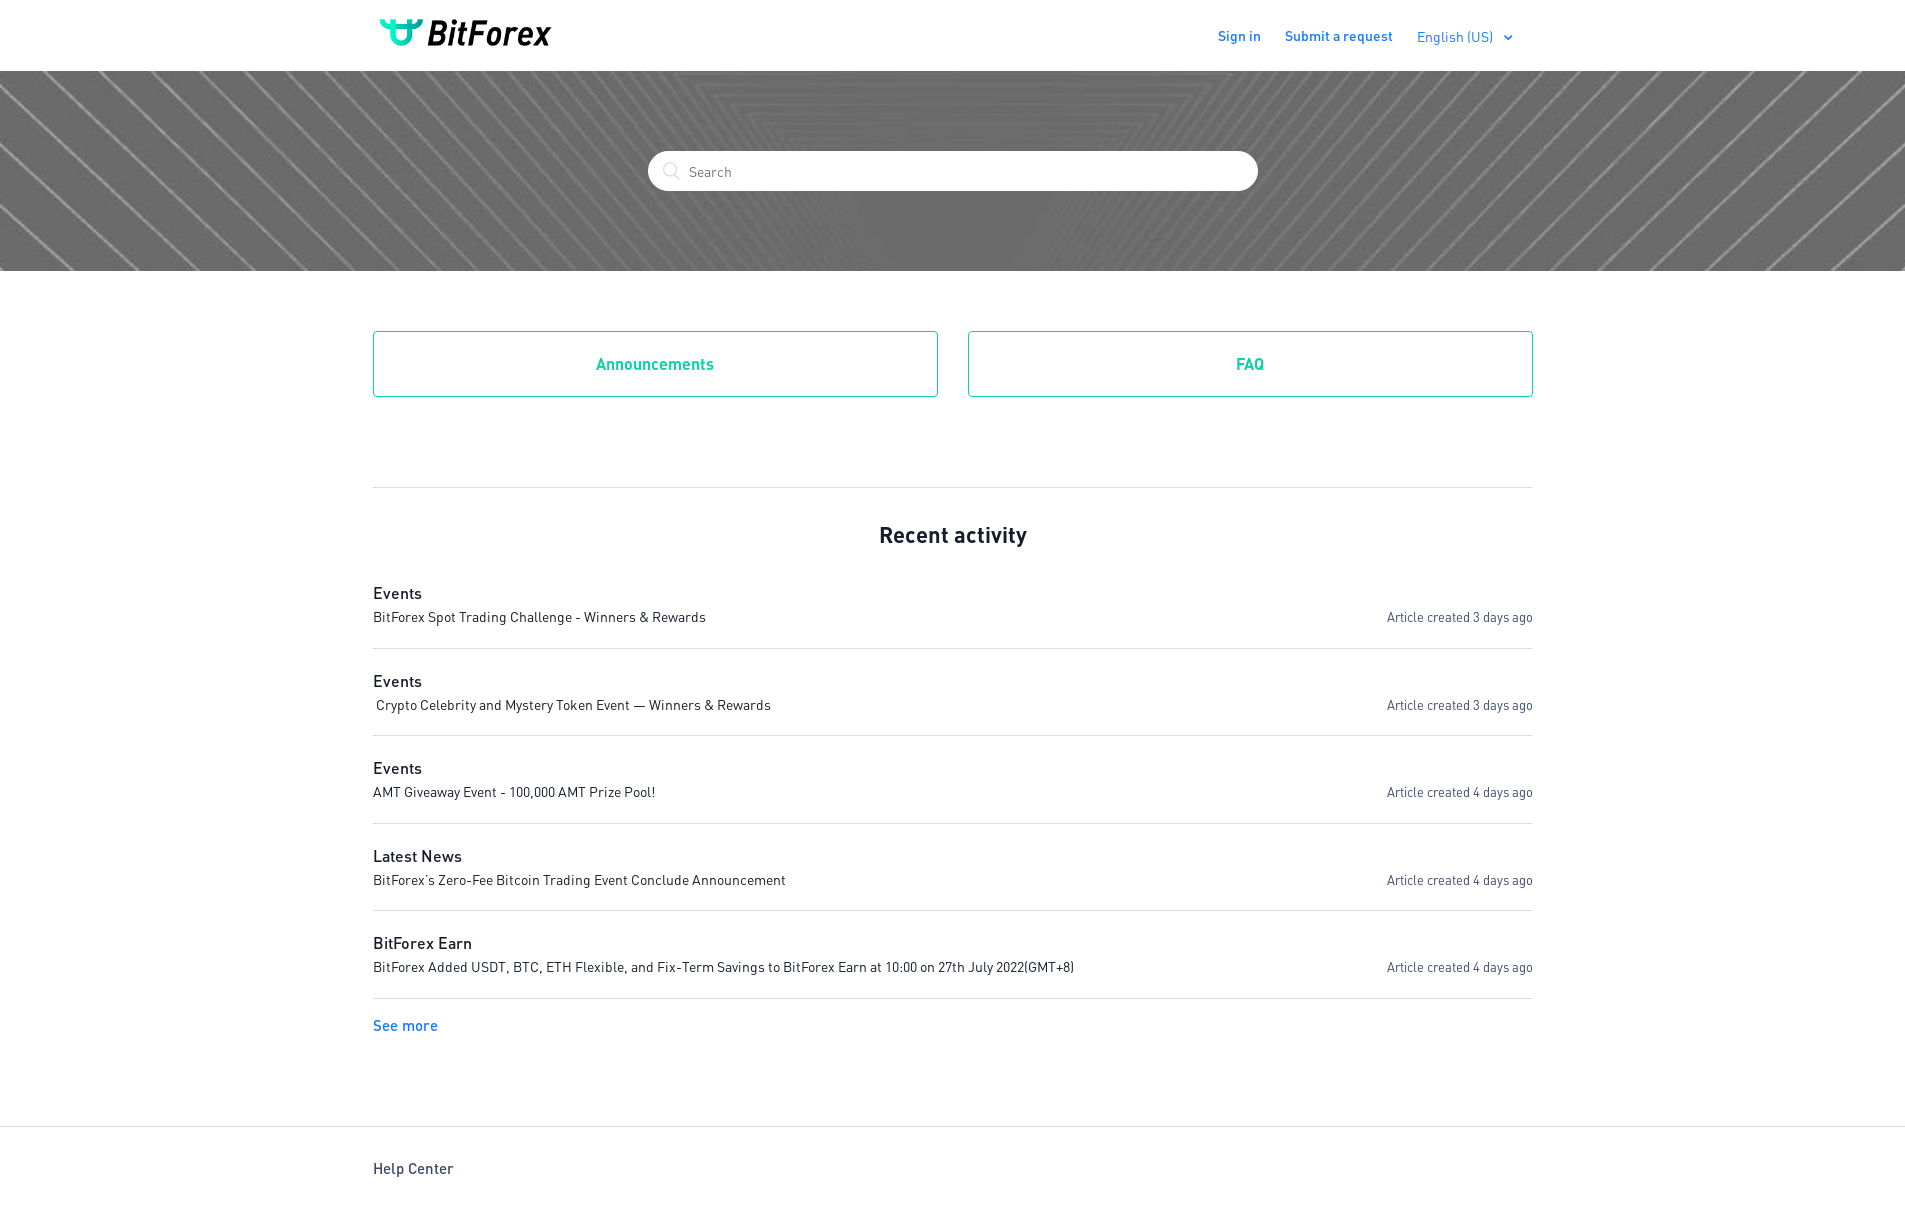 BitForex
Sign in
Submit a request
English (US)
Search
Announcements
FAQ
Recent activity
Events
BitForex Spot Trading Challenge - Winners & Rewards
Article created 3 days ago
Events
Crypto Celebrity and Mystery Token Event — Winners & Rewards
Article created 3 days ago
Events
AMT Giveaway Event - 100,000 AMT Prize Pool!
Article created 4 days ago
Latest News
BitForex’s Zero-Fee Bitcoin Trading Event Conclude Announcement
Article created 4 days ago
BitForex Earn
BitForex Added USDT, BTC, ETH Flexible, and Fix-Term Savings to BitForex Earn at 10:00 on 27th July 2022(GMT+8)
Article created 4 days ago
See more
Help Center